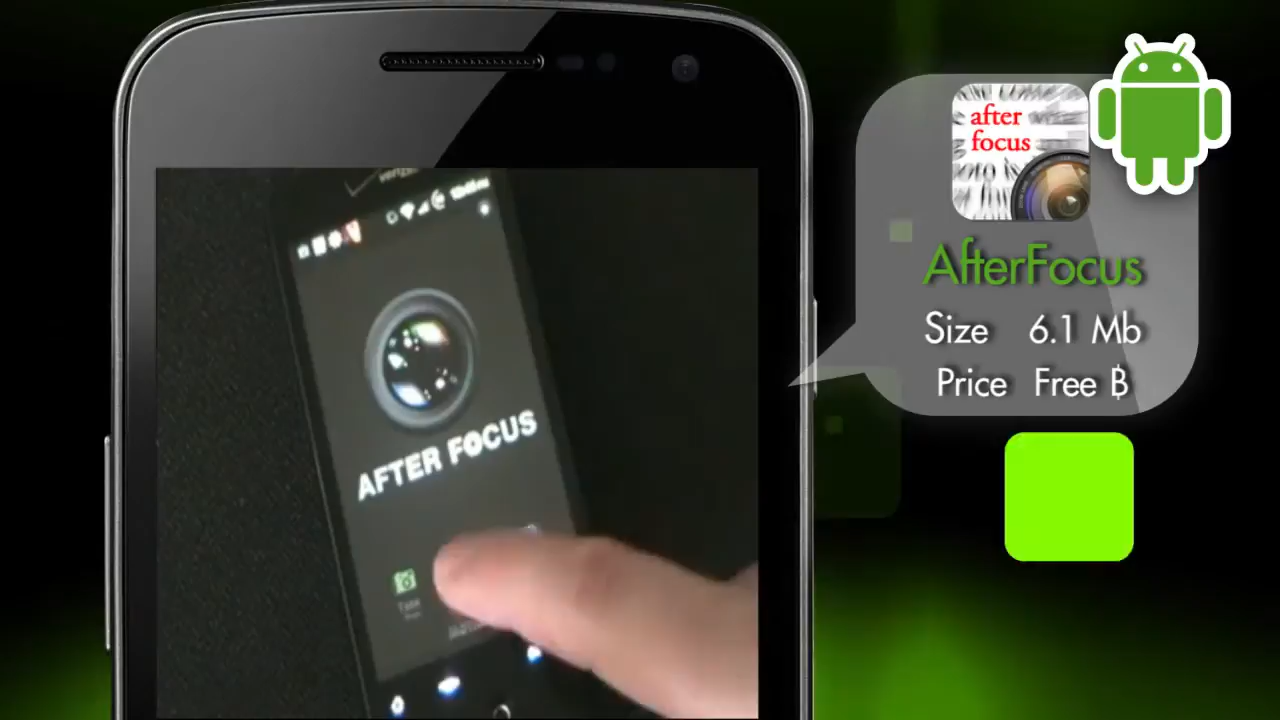 AFTER FOCUS
after
focus
AfterFocus
Size 6.1 Mb
Price Free ฿